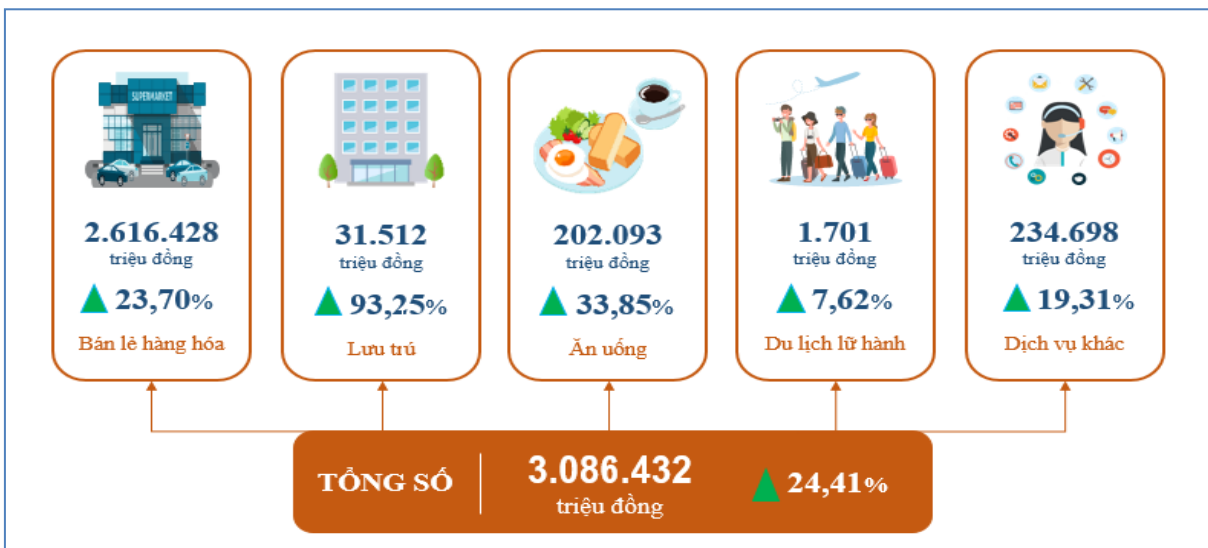 SUPERMARKET
2.616.428
triệu đồng
23,70%
Bán lẻ hàng hóa
31.512
triệu đồng
93,25%
Lưu trú
202.093
triệu đồng
33,85%
Ăn uống
1.701
triệu đồng
7,62%
Du lịch lữ hành
234.698
triệu đồng
19,31%
Dịch vụ khác
TỔNG SỐ
3.086.432
triệu đồng
24,41%